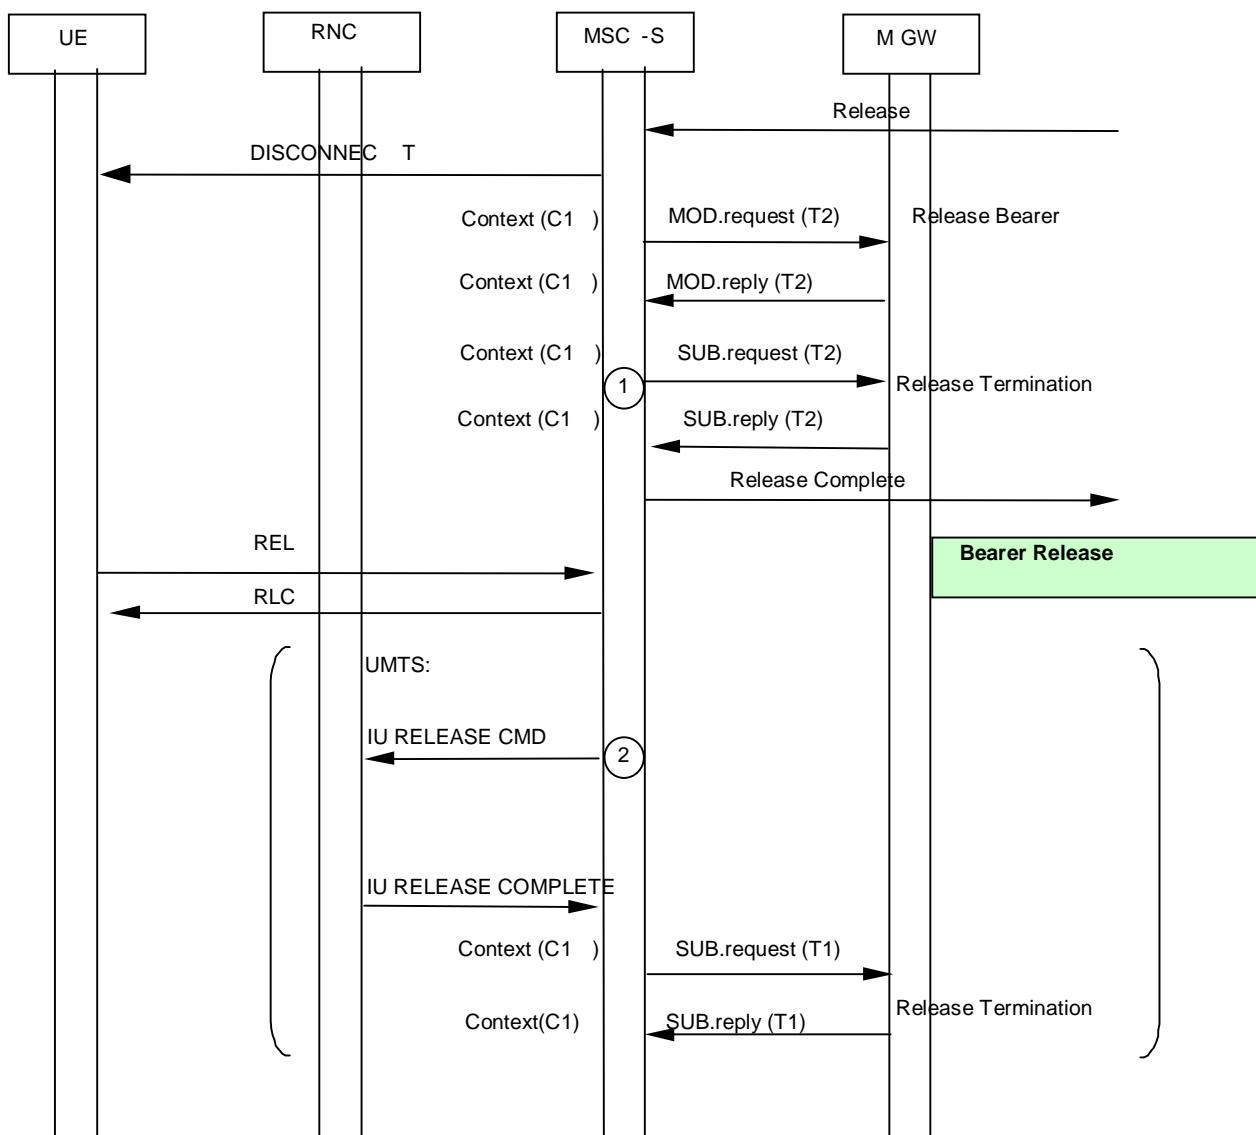 UE
RNC
MSC -S
M GW
Release
DISCONNEC T
Context (C1 )
MOD.request (T2)
Release Bearer
Context (C1 )
MOD.reply (T2)
Context (C1 )
SUB.request (T2)
1
Release Termination
Context (C1 )
SUB.reply (T2)
Release Complete
REL
Bearer Release
RLC
UMTS:
IU RELEASE CMD
2
IU RELEASE COMPLETE
Context (C1 )
SUB.request (T1)
Release Termination
Context(C1)
SUB.reply (T1)